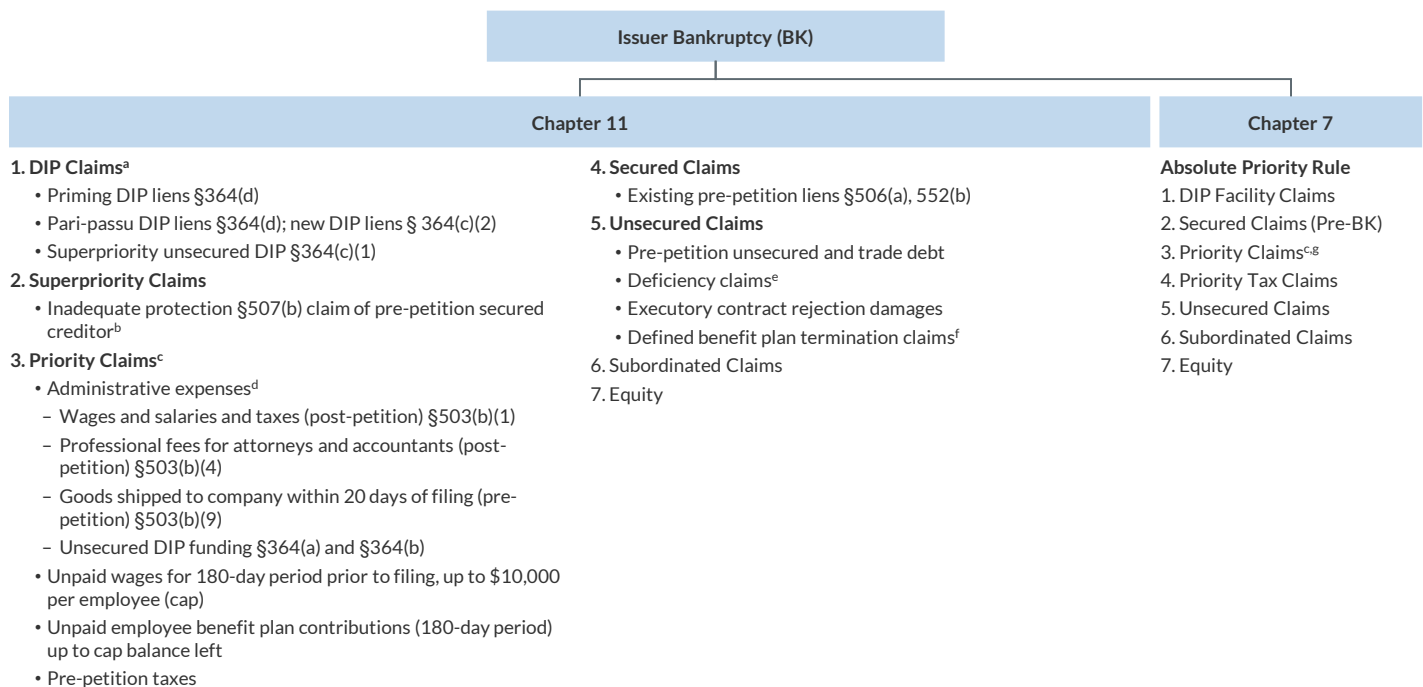 Issuer Bankruptcy (BK)
Chapter 11
1. DIP Claimsᵃ
• Priming DIP liens §364(d)
• Pari-passu DIP liens §364(d); new DIP liens § 364(c)(2)
• Superpriority unsecured DIP §364(c)(1)
2. Superpriority Claims
• Inadequate protection §507(b) claim of pre-petition secured
creditorᵇ
3. Priority Claimsᶜ
• Administrative expensesᵈ
– Wages and salaries and taxes (post-petition) §503(b)(1)
– Professional fees for attorneys and accountants (post-
petition) §503(b)(4)
– Goods shipped to company within 20 days of filing (pre-
petition) §503(b)(9)
– Unsecured DIP funding §364(a) and §364(b)
• Unpaid wages for 180-day period prior to filing, up to $10,000
per employee (cap)
• Unpaid employee benefit plan contributions (180-day period)
up to cap balance left
• Pre-petition taxes
4. Secured Claims
• Existing pre-petition liens §506(a), 552(b)
5. Unsecured Claims
• Pre-petition unsecured and trade debt
• Deficiency claimsᵉ
• Executory contract rejection damages
• Defined benefit plan termination claimsᶠ
6. Subordinated Claims
7. Equity
Chapter 7
Absolute Priority Rule
1. DIP Facility Claims
2. Secured Claims (Pre-BK)
3. Priority Claimsᶜ,ᵍ
4. Priority Tax Claims
5. Unsecured Claims
6. Subordinated Claims
7. Equity